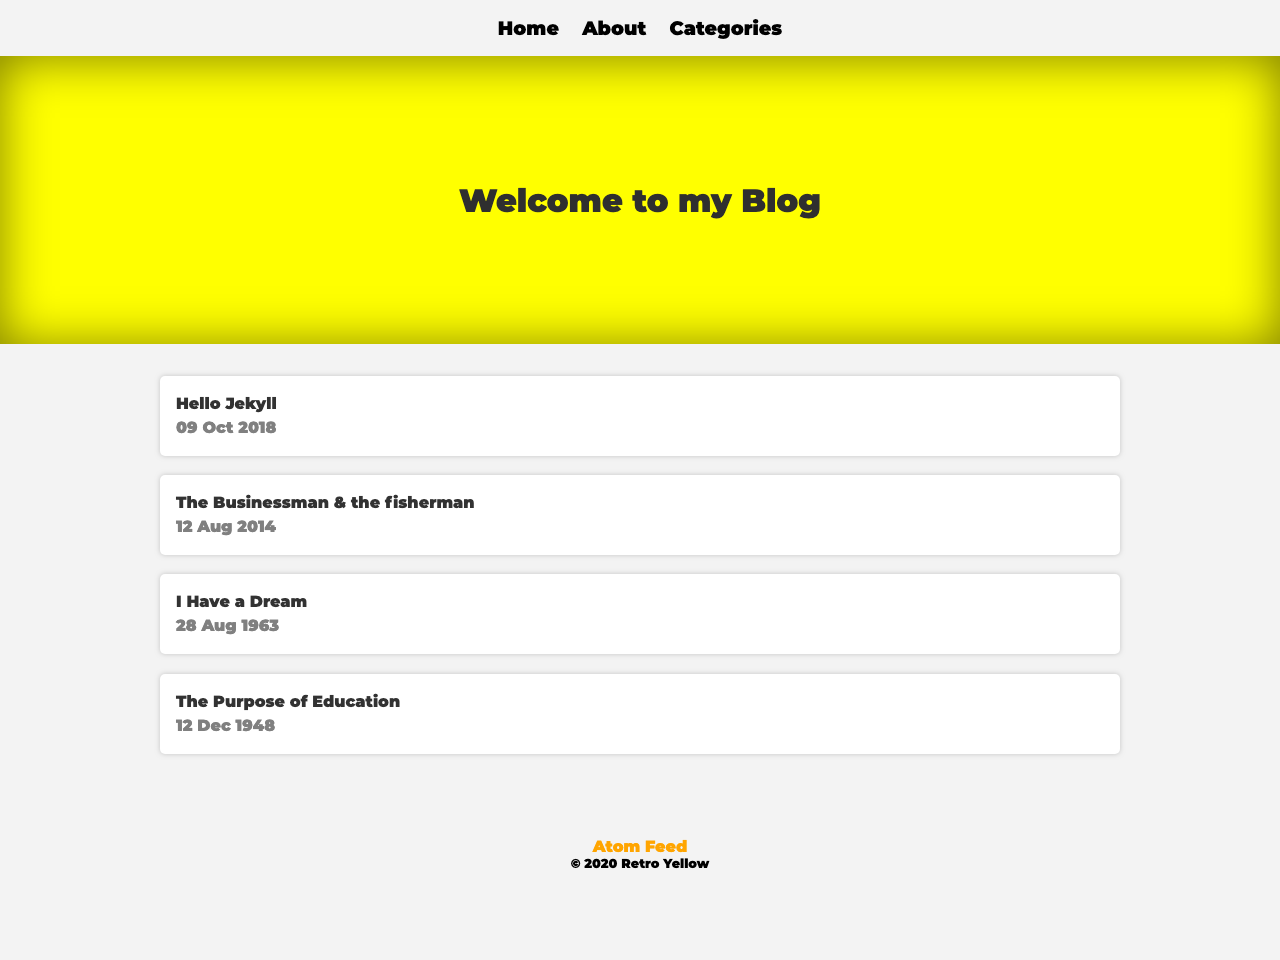 Home About Categories
Welcome to my Blog
Hello Jekyll
09 Oct 2018
The Businessman & the fisherman
12 Aug 2014
I Have a Dream
28 Aug 1963
The Purpose of Education
12 Dec 1948
Atom Feed
© 2020 Retro Yellow